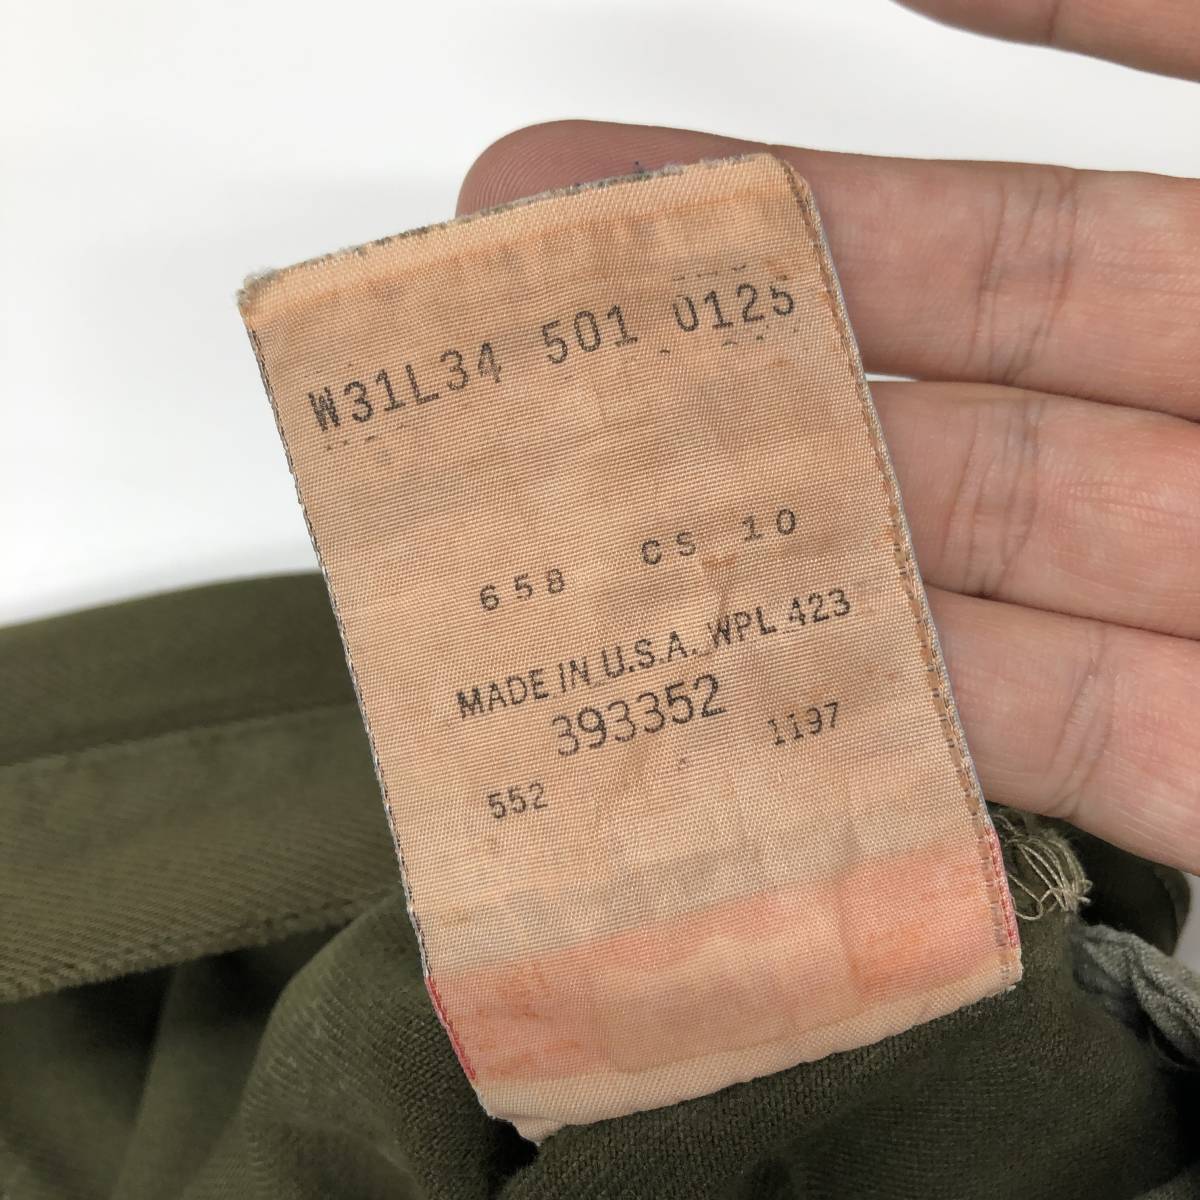 W31L34 501 0125
658 CS 10
MADE IN U.S.A. WPL 423
393352
552 1197